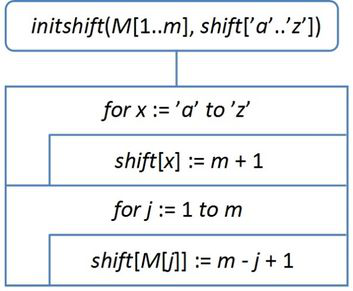 initshift(M[1..m], shift['a'..'z'])
for x := 'a' to 'z'
shift[x] := m + 1
for j := 1 to m
shift[M[j]] := m - j + 1